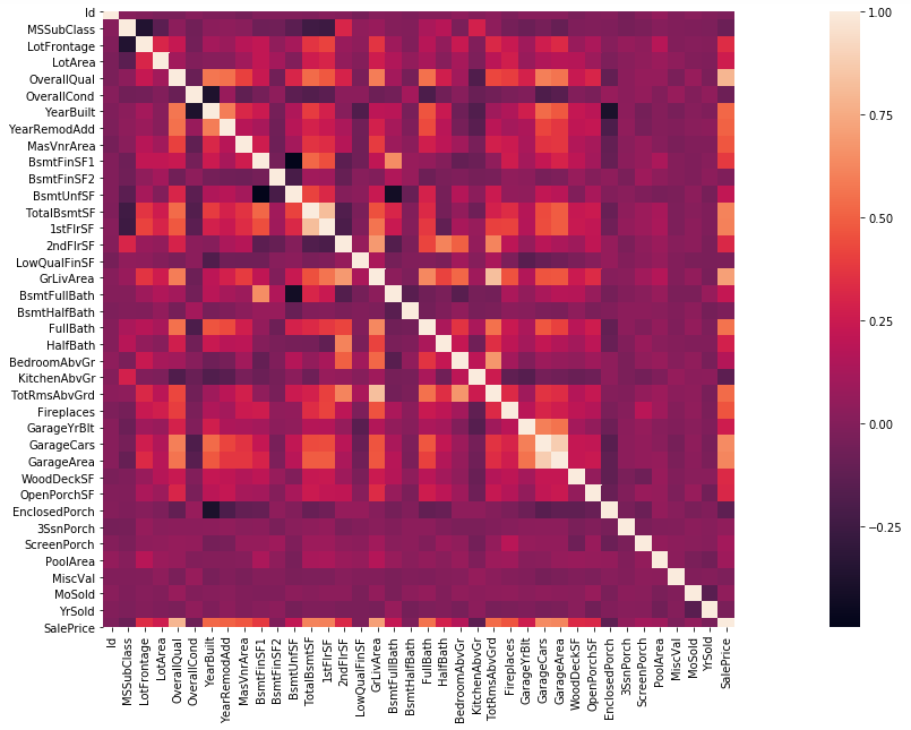 Id
MSSubClass
LotFrontage
LotArea
OverallQual
OverallCond
YearBuilt
YearRemodAdd
MasVnrArea
BsmtFinSF1
BsmtFinSF2
BsmtUnfSF
TotalBsmtSF
1stFlrSF
2ndFlrSF
LowQualFinSF
GrLivArea
BsmtFullBath
BsmtHalfBath
FullBath
HalfBath
BedroomAbvGr
KitchenAbvGr
TotRmsAbvGrd
Fireplaces
GarageYrBlt
GarageCars
GarageArea
WoodDeckSF
OpenPorchSF
EnclosedPorch
3SsnPorch
ScreenPorch
PoolArea
MiscVal
MoSold
YrSold
SalePrice
Id
MSSubClass
LotFrontage
LotArea
OverallQual
OverallCond
YearBuilt
YearRemodAdd
MasVnrArea
BsmtFinSF1
BsmtFinSF2
BsmtUnfSF
TotalBsmtSF
1stFlrSF
2ndFlrSF
LowQualFinSF
GrLivArea
BsmtFullBath
BsmtHalfBath
FullBath
HalfBath
BedroomAbvGr
KitchenAbvGr
TotRmsAbvGrd
Fireplaces
GarageYrBlt
GarageCars
GarageArea
WoodDeckSF
OpenPorchSF
EnclosedPorch
3SsnPorch
ScreenPorch
PoolArea
MiscVal
MoSold
YrSold
SalePrice
1.00
0.75
0.50
0.25
0.00
−0.25